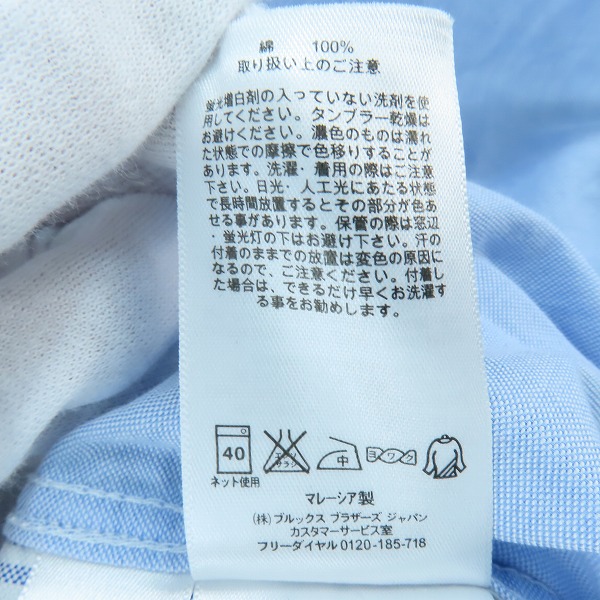 綿 100%
取り扱い上のご注意
蛍光増白剤の入っていない洗剤を使
用してください。タンブラー乾燥は
お避けください。濃色のものは濡れ
た状態での摩擦で色移りすることが
あります。洗濯・着用の際はご注意
下さい。日光・人工光にあたる状態
で長時間放置するとその部分が色あ
せる事があります。保管の際は窓辺
・蛍光灯の下はお避け下さい。汗の
付着のままでの放置は変色の原因に
なるので、ご注意ください。付着し
た場合は、できるだけ早くお洗濯す
る事をお勧めします。
40 エンソサラシ 中 ヨワク
ネット使用
マレーシア製
(株) ブルックス ブラザーズ ジャパン
カスタマーサービス室
フリーダイヤル 0120-185-718